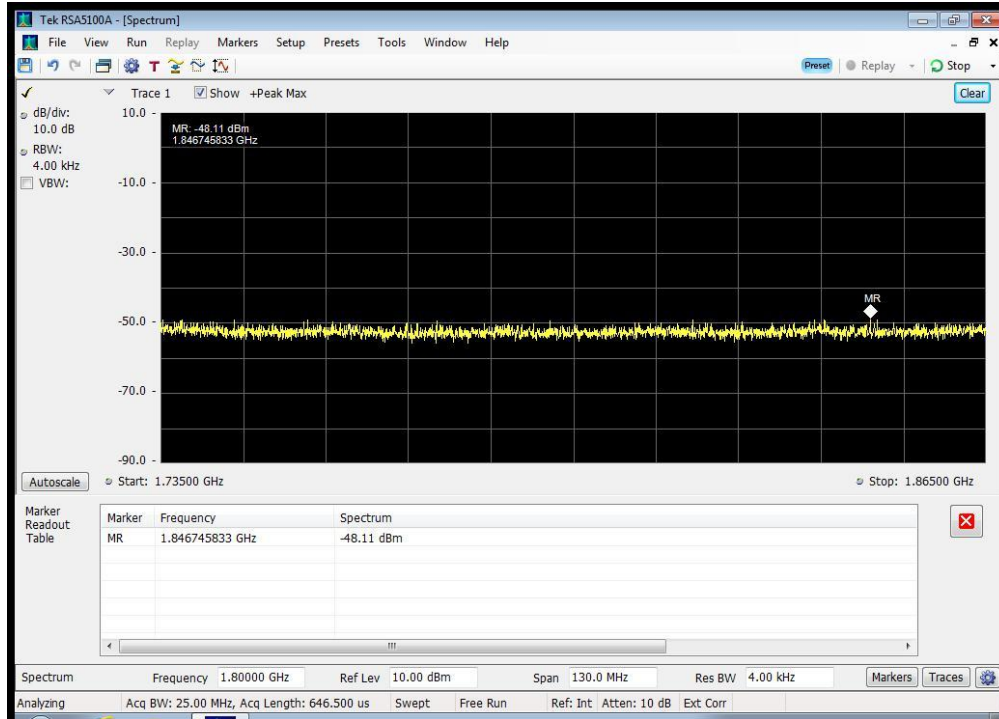 Tek RSA5100A - [Spectrum]
File View Run Replay Markers Setup Presets Tools Window Help
T Preset Replay Stop
Trace 1 Show +Peak Max Clear
dB/div:
10.0 dB
RBW:
4.00 kHz
VBW:
10.0
MR: -48.11 dBm
1.846745833 GHz
-10.0
-30.0
MR
-50.0
-70.0
-90.0
Autoscale Start: 1.73500 GHz Stop: 1.86500 GHz
Marker
Readout
Table
Marker Frequency Spectrum
MR 1.846745833 GHz -48.11 dBm
Spectrum Frequency 1.80000 GHz Ref Lev 10.00 dBm Span 130.0 MHz Res BW 4.00 kHz Markers Traces
Analyzing Acq BW: 25.00 MHz, Acq Length: 646.500 us Swept Free Run Ref: Int Atten: 10 dB Ext Corr